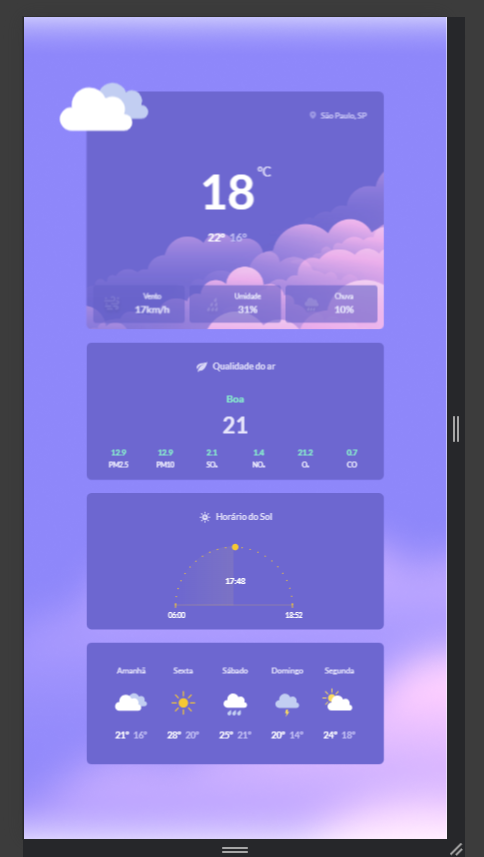 São Paulo, SP
18 °C
22° 16°
Vento Umidade Chuva
17km/h 31% 10%
Qualidade do ar
Boa
21
12.9 12.9 2.1 1.4 21.2 0.7
PM2.5 PM10 SO₂ NO₂ O₃ CO
Horário do Sol
17:48
06:00 18:52
Amanhã Sexta Sábado Domingo Segunda
21° 16° 28° 20° 25° 21° 20° 14° 24° 18°